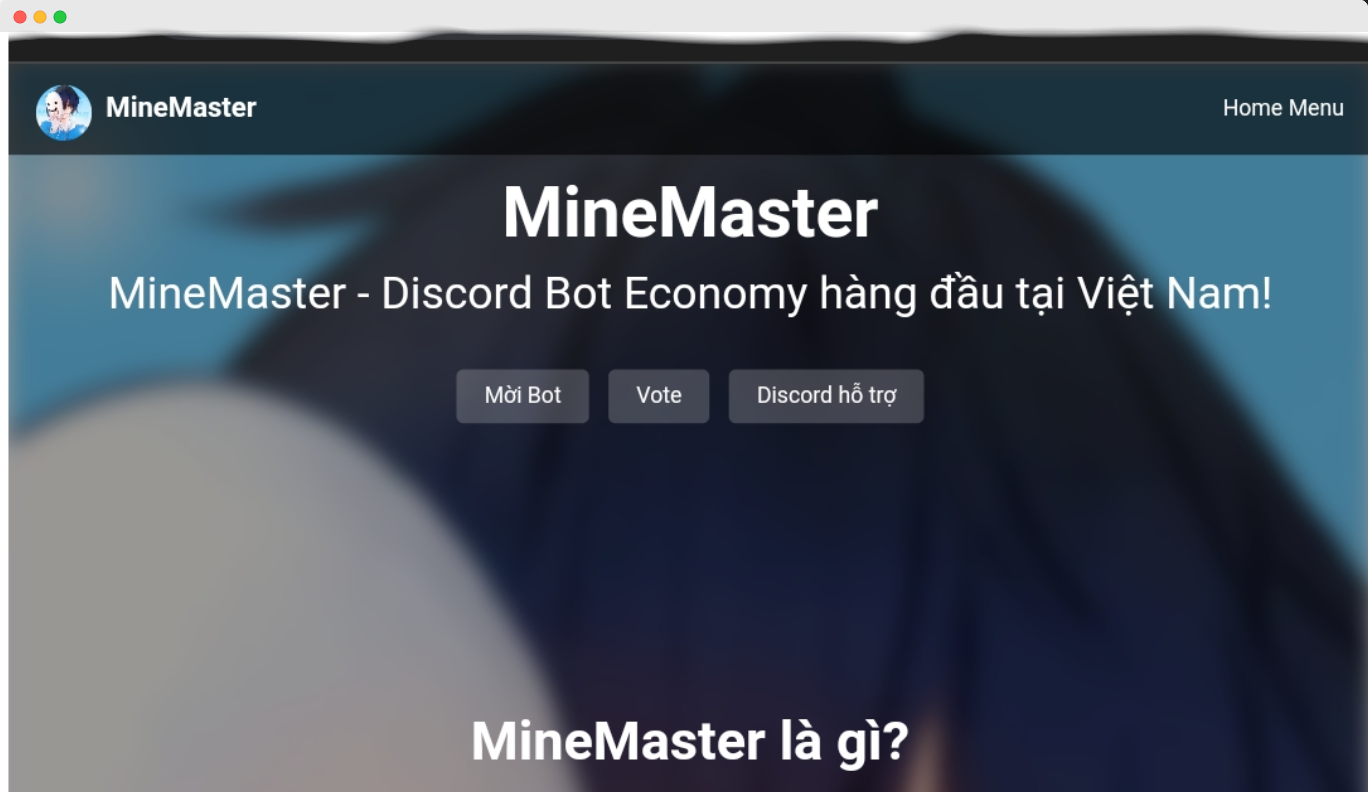 MineMaster
Home Menu
MineMaster
MineMaster - Discord Bot Economy hàng đầu tại Việt Nam!
Mời Bot
Vote
Discord hỗ trợ
MineMaster là gì?